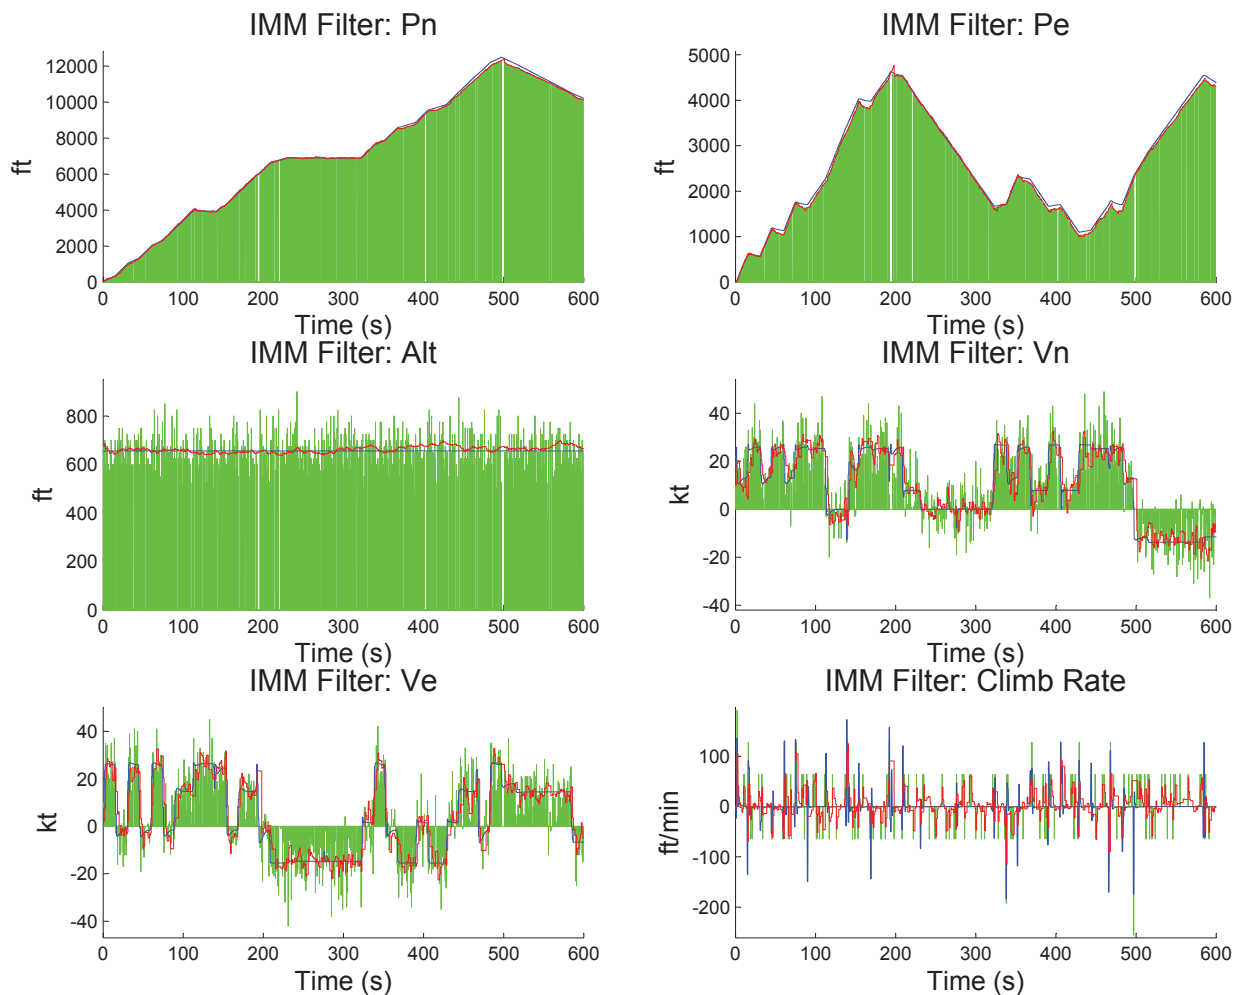 IMM Filter: Pn
IMM Filter: Pe
12000
10000
8000
6000
4000
2000
0
ft
0 100 200 300 400 500 600
Time (s)
5000
4000
3000
2000
1000
0
ft
0 100 200 300 400 500 600
Time (s)
IMM Filter: Alt
IMM Filter: Vn
800
600
400
200
0
ft
0 100 200 300 400 500 600
Time (s)
40
20
0
-20
-40
kt
0 100 200 300 400 500 600
Time (s)
IMM Filter: Ve
IMM Filter: Climb Rate
40
20
0
-20
-40
kt
0 100 200 300 400 500 600
Time (s)
100
0
-100
-200
ft/min
0 100 200 300 400 500 600
Time (s)